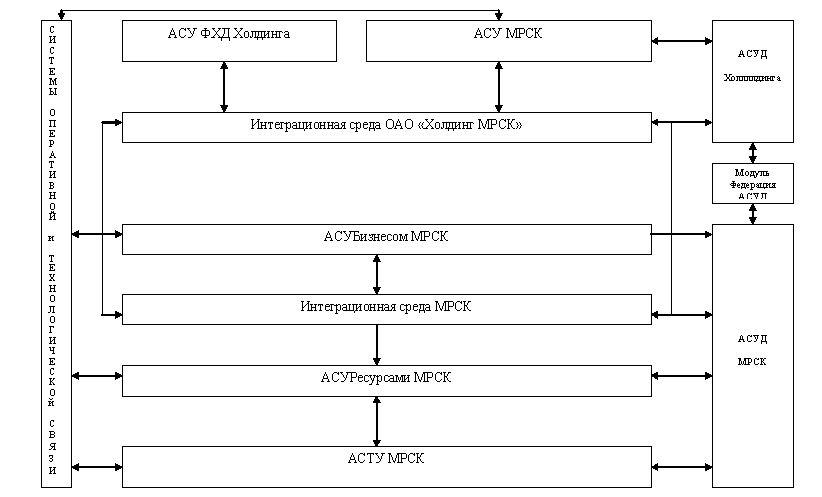 СИСТЕМЫ ОПЕРАТИВНОЙ и ТЕХНОЛОГИЧЕСКОЙ СВЯЗИ
АСУ ФХД Холдинга
АСУ МРСК
АСУД
Холллдинга
Интеграционная среда ОАО «Холдинг МРСК»
Модуль
Федерация
АСУД
АСУБизнесом МРСК
Интеграционная среда МРСК
АСУД
МРСК
АСУРесурсами МРСК
АСТУ МРСК